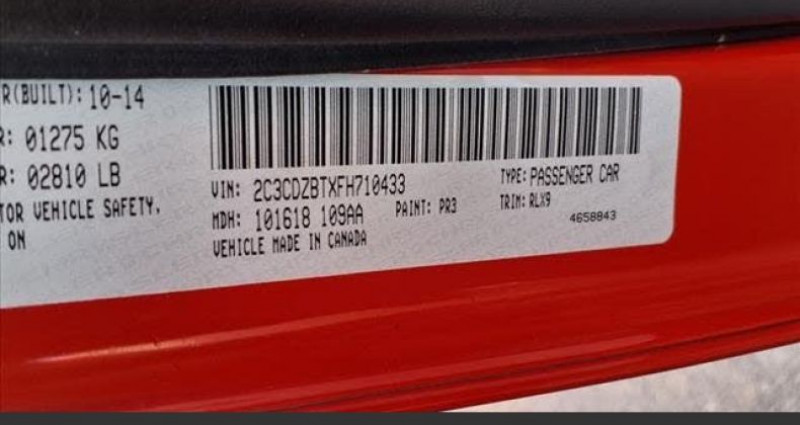 R(BUILT): 10-14
R: 01275 KG
R: 02810 LB
TOR VEHICLE SAFETY.
ON
VIN: 2C3CDZBTXFH710433
TYPE: PASSENGER CAR
MDH: 101618 109AA
PAINT: PR3
TRIM: RLX9
VEHICLE MADE IN CANADA
4658843